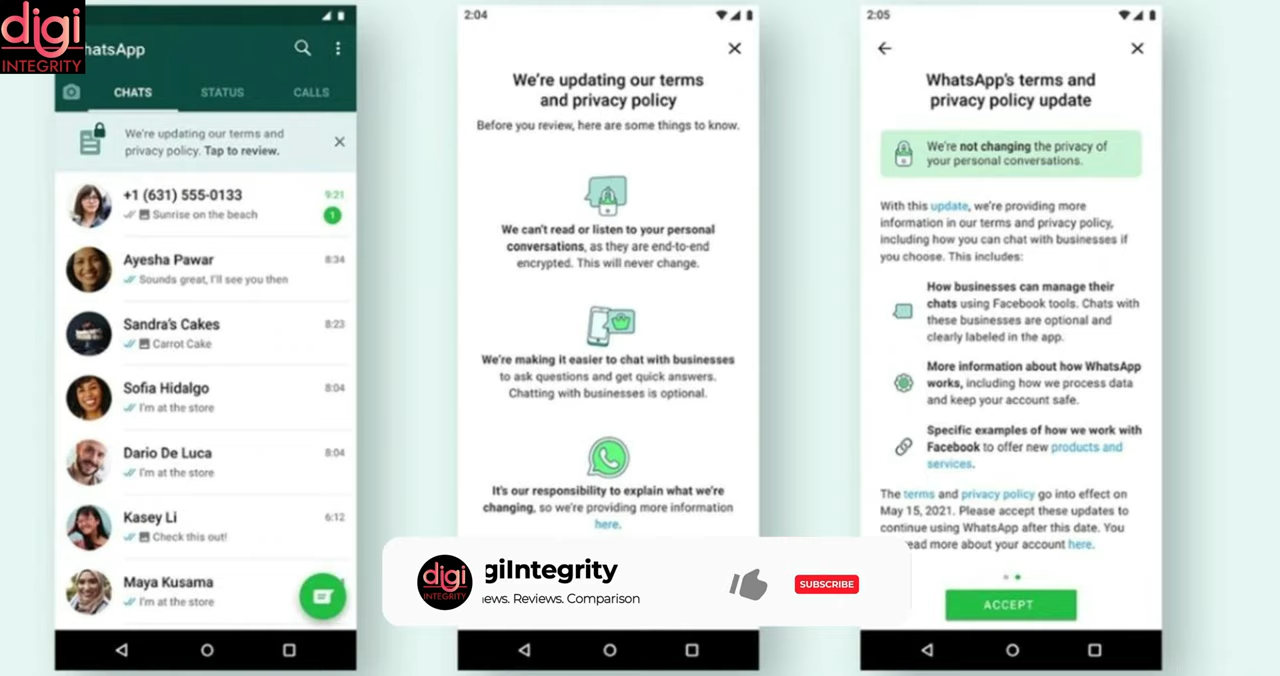 digi
INTEGRITY
hatsApp
CHATS STATUS CALLS
We're updating our terms and
privacy policy. Tap to review.
+1 (631) 555-0133 9:21
Sunrise on the beach 1
Ayesha Pawar 8:34
Sounds great, I'll see you then
Sandra's Cakes 8:23
Carrot Cake
Sofia Hidalgo 8:04
I'm at the store
Dario De Luca 8:04
I'm at the store
Kasey Li 6:12
Check this out!
Maya Kusama
I'm at the store
2:04
We're updating our terms
and privacy policy
Before you review, here are some things to know.
We can't read or listen to your personal
conversations, as they are end-to-end
encrypted. This will never change.
We're making it easier to chat with businesses
to ask questions and get quick answers.
Chatting with businesses is optional.
It's our responsibility to explain what we're
changing, so we're providing more information
here.
2:05
WhatsApp's terms and
privacy policy update
We're not changing the privacy of
your personal conversations.
With this update, we're providing more
information in our terms and privacy policy,
including how you can chat with businesses if
you choose. This includes:
How businesses can manage their
chats using Facebook tools. Chats with
these businesses are optional and
clearly labeled in the app.
More information about how WhatsApp
works, including how we process data
and keep your account safe.
Specific examples of how we work with
Facebook to offer new products and
services.
The terms and privacy policy go into effect on
May 15, 2021. Please accept these updates to
continue using WhatsApp after this date. You
read more about your account here.
ACCEPT
digi
INTEGRITY
giIntegrity
ews. Reviews. Comparison
SUBSCRIBE